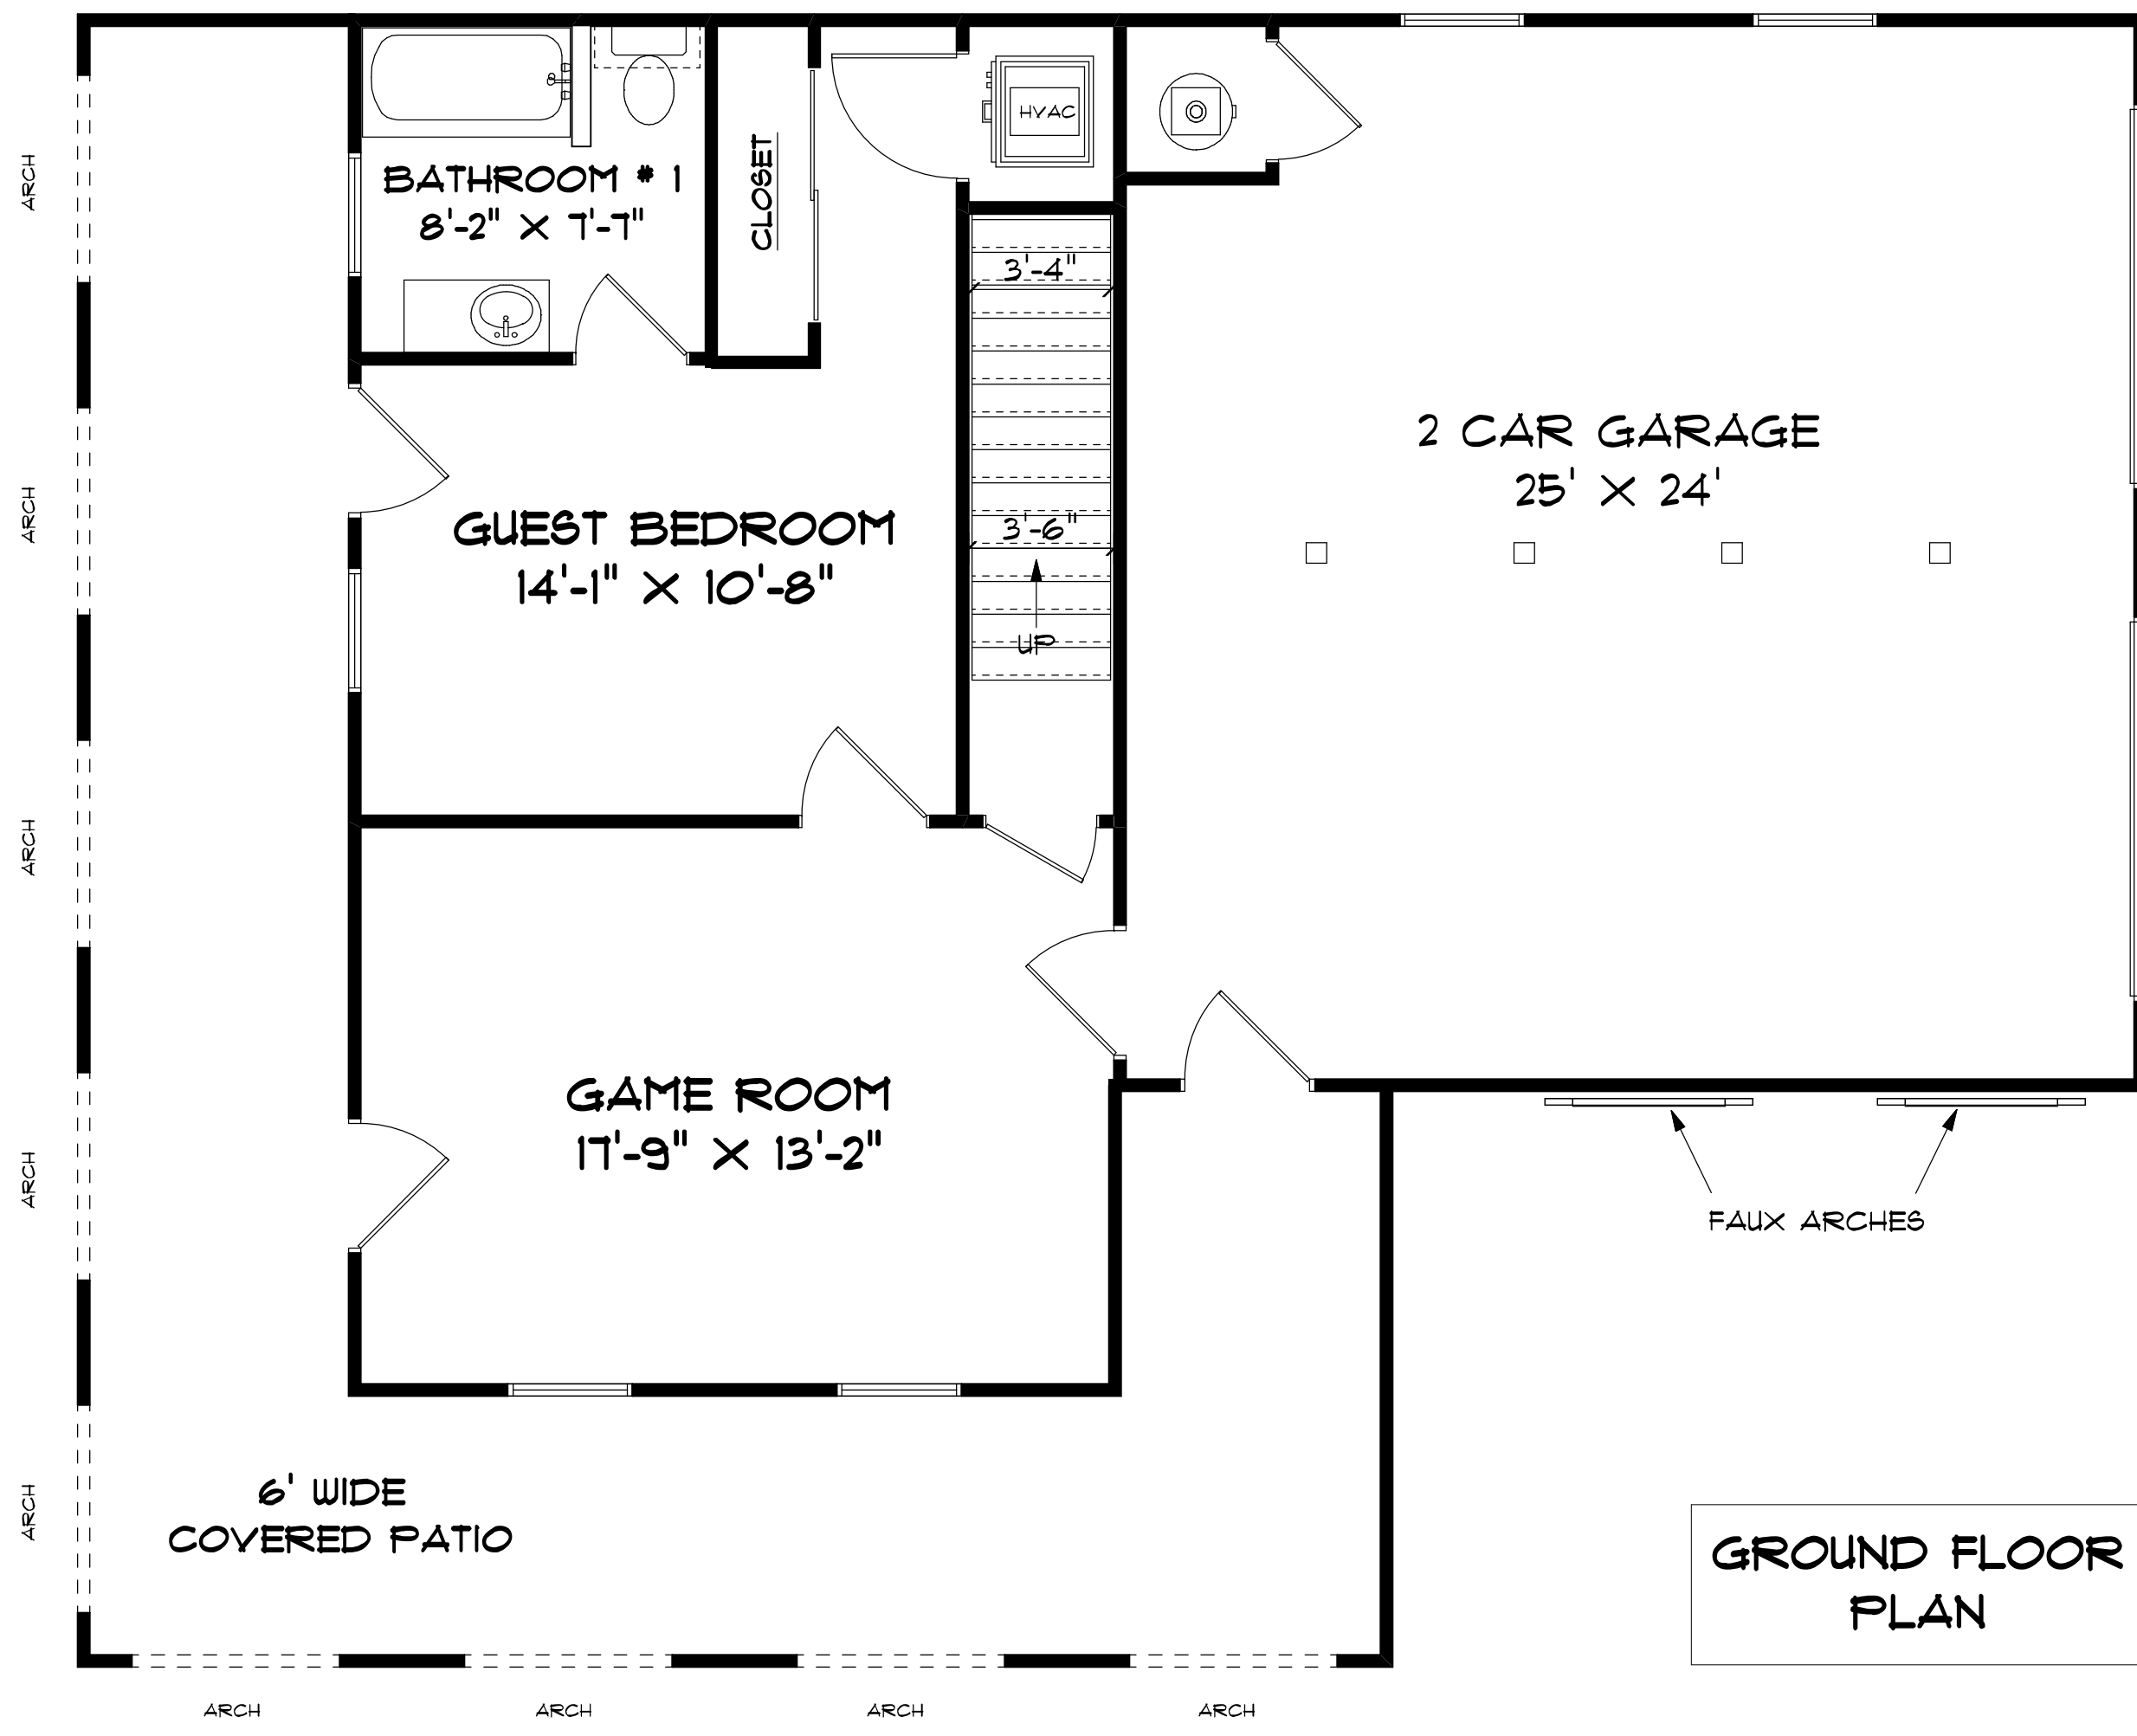 HVAC
ARCH
BATHROOM # 1
8'-2" X 7'-7"
CLOSET
3'-4"
2 CAR GARAGE
25' X 24'
ARCH
GUEST BEDROOM
14'-1" X 10'-8"
3'-6"
UP
ARCH
GAME ROOM
17'-9" X 13'-2"
ARCH
FAUX ARCHES
ARCH
6' WIDE
COVERED PATIO
GROUND FLOOR
PLAN
ARCH
ARCH
ARCH
ARCH